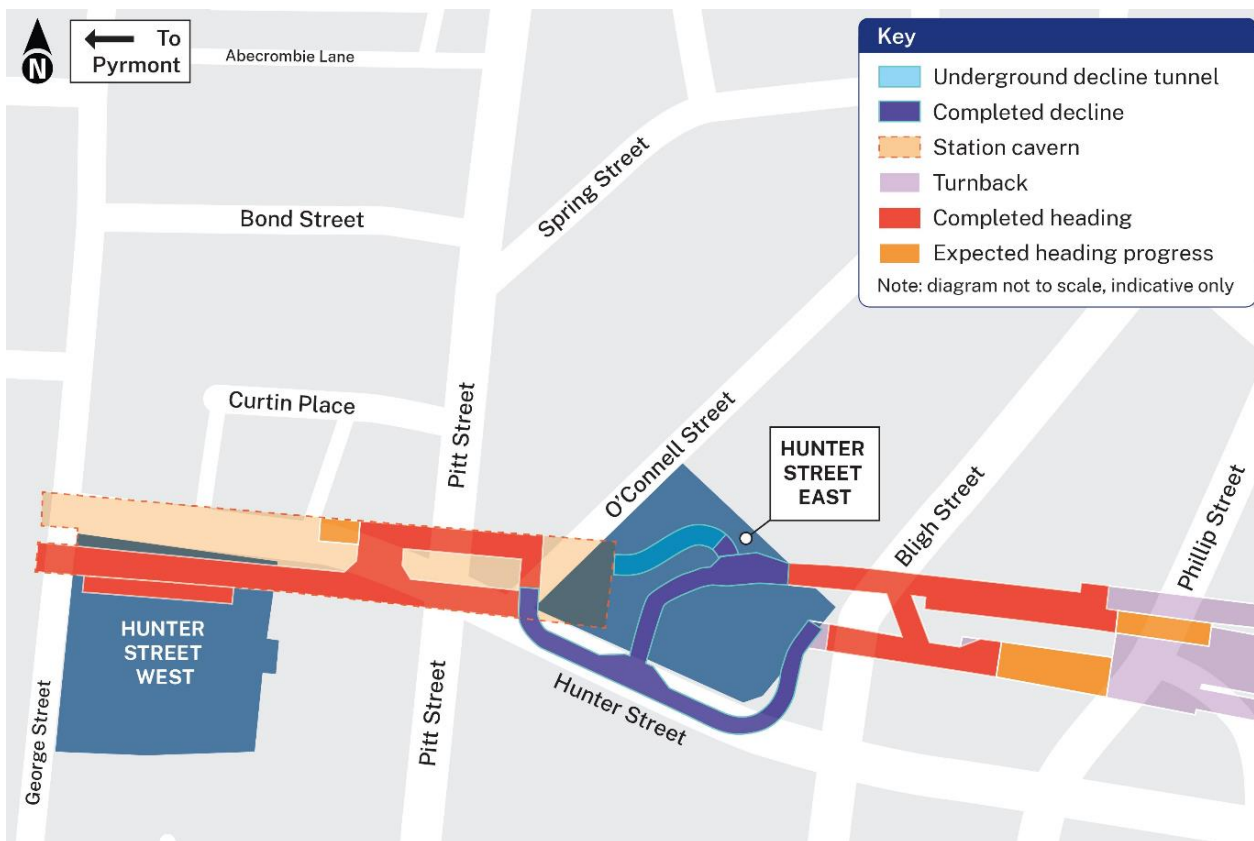 N
To
Pyrmont
Abecrombie Lane
Key
Underground decline tunnel
Completed decline
Station cavern
Turnback
Completed heading
Expected heading progress
Note: diagram not to scale, indicative only
Spring Street
Bond Street
Curtin Place
Pitt Street
O'Connell Street
HUNTER
STREET
EAST
Bligh Street
Phillip Street
HUNTER
STREET
WEST
George Street
Pitt Street
Hunter Street